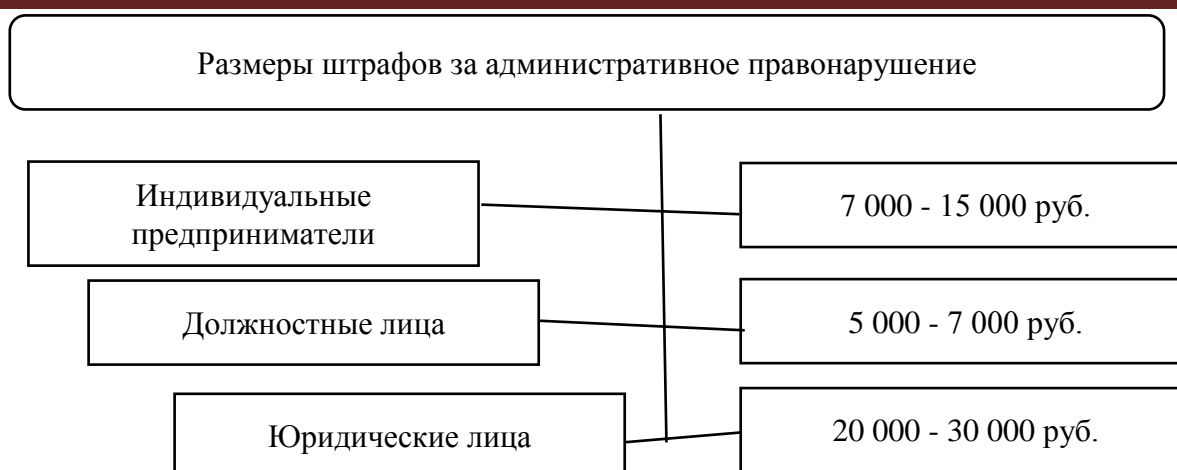 Размеры штрафов за административное правонарушение
Индивидуальные
предприниматели
7 000 - 15 000 руб.
Должностные лица
5 000 - 7 000 руб.
Юридические лица
20 000 - 30 000 руб.